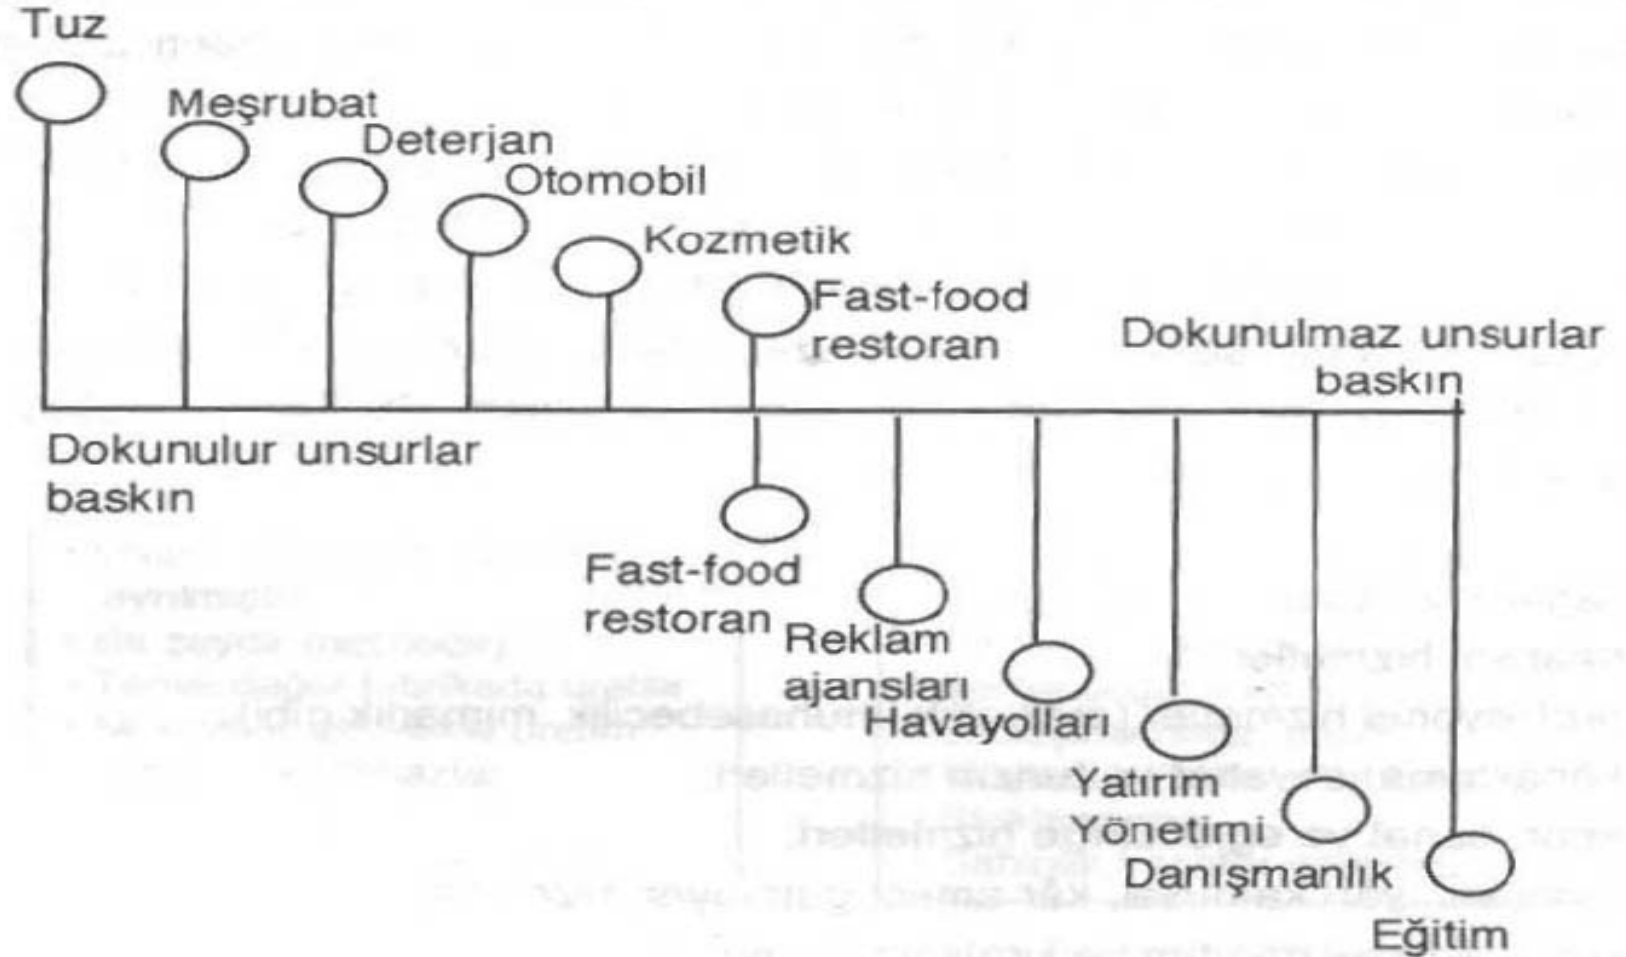 Tuz
Meşrubat
Deterjan
Otomobil
Kozmetik
Fast-food
restoran
Dokunulmaz unsurlar
baskın
Dokunulur unsurlar
baskın
Fast-food
restoran
Reklam
ajansları
Havayolları
Yatırım
Yönetimi
Danışmanlık
Eğitim